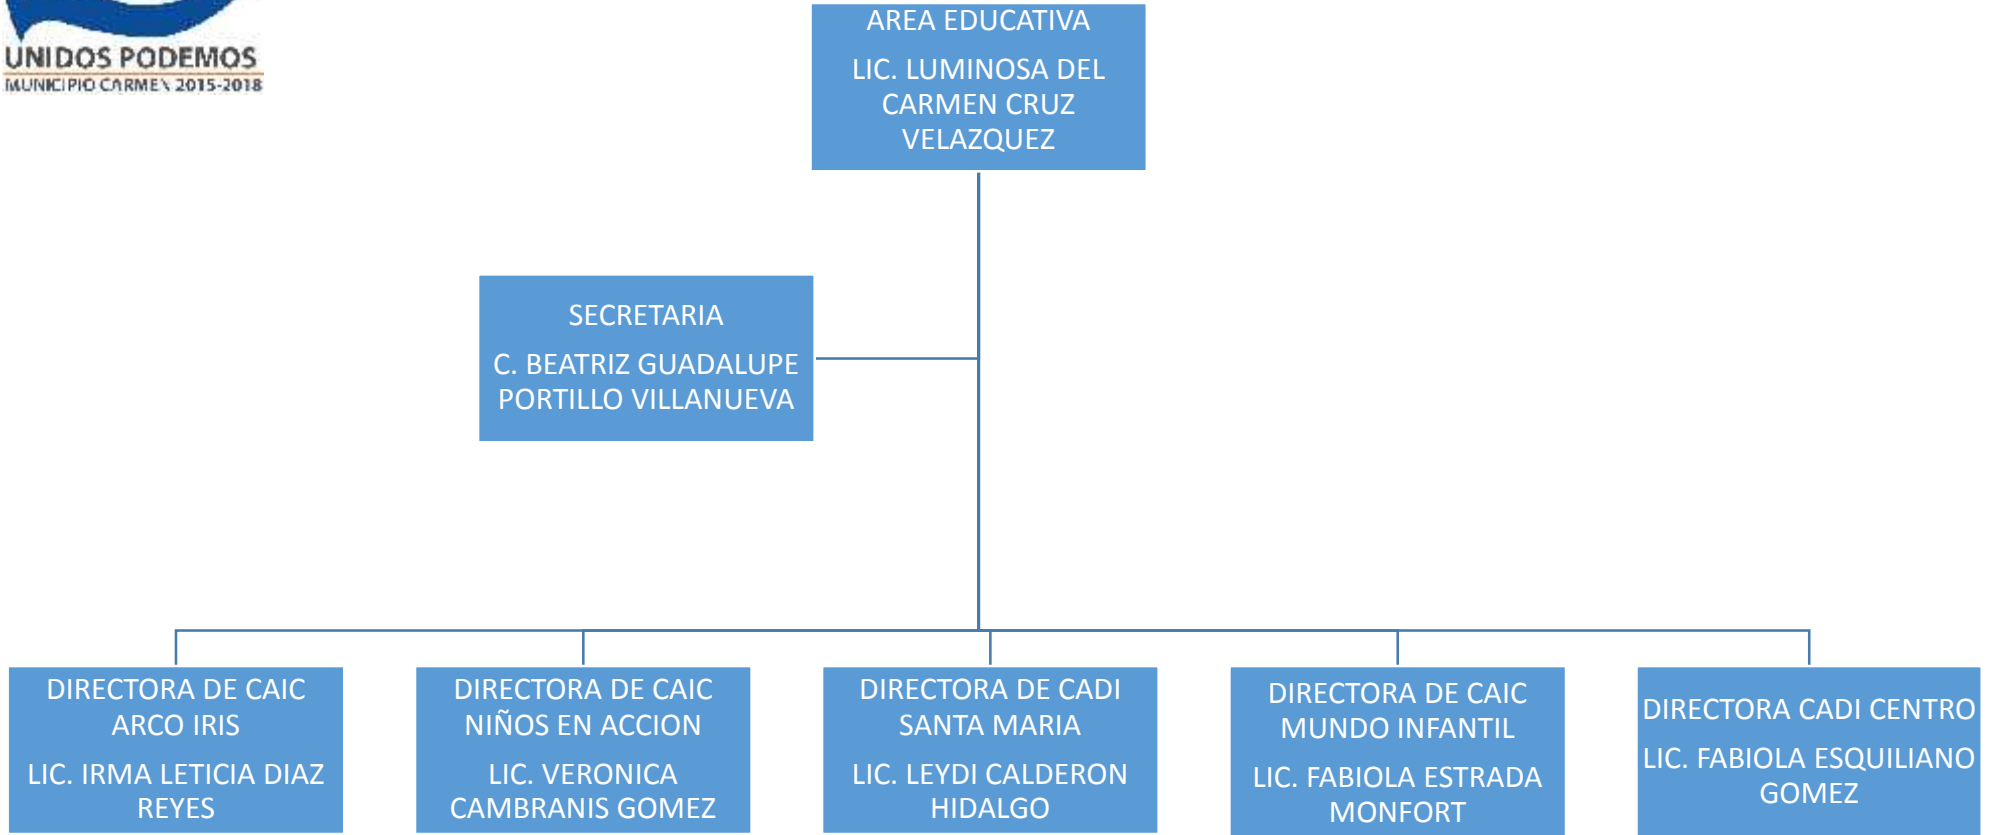 UNIDOS PODEMOS
MUNICIPIO CARMEN 2015-2018
AREA EDUCATIVA
LIC. LUMINOSA DEL
CARMEN CRUZ
VELAZQUEZ
SECRETARIA
C. BEATRIZ GUADALUPE
PORTILLO VILLANUEVA
DIRECTORA DE CAIC
ARCO IRIS
LIC. IRMA LETICIA DIAZ
REYES
DIRECTORA DE CAIC
NIÑOS EN ACCION
LIC. VERONICA
CAMBRANIS GOMEZ
DIRECTORA DE CADI
SANTA MARIA
LIC. LEYDI CALDERON
HIDALGO
DIRECTORA DE CAIC
MUNDO INFANTIL
LIC. FABIOLA ESTRADA
MONFORT
DIRECTORA CADI CENTRO
LIC. FABIOLA ESQUILIANO
GOMEZ